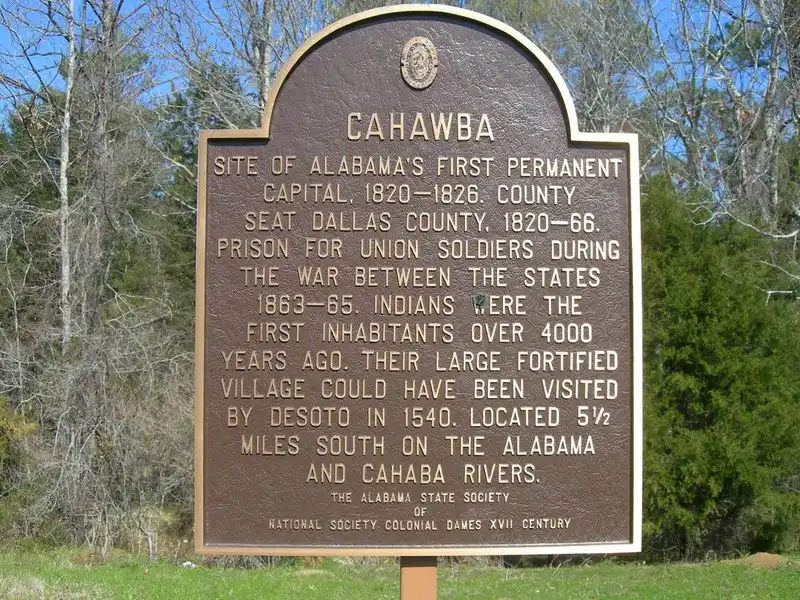 CAHAWBA
SITE OF ALABAMA'S FIRST PERMANENT
CAPITAL, 1820–1826. COUNTY
SEAT DALLAS COUNTY, 1820–66.
PRISON FOR UNION SOLDIERS DURING
THE WAR BETWEEN THE STATES
1863–65. INDIANS WERE THE
FIRST INHABITANTS OVER 4000
YEARS AGO. THEIR LARGE FORTIFIED
VILLAGE COULD HAVE BEEN VISITED
BY DESOTO IN 1540. LOCATED 5½
MILES SOUTH ON THE ALABAMA
AND CAHABA RIVERS.
THE ALABAMA STATE SOCIETY
OF
NATIONAL SOCIETY COLONIAL DAMES XVII CENTURY